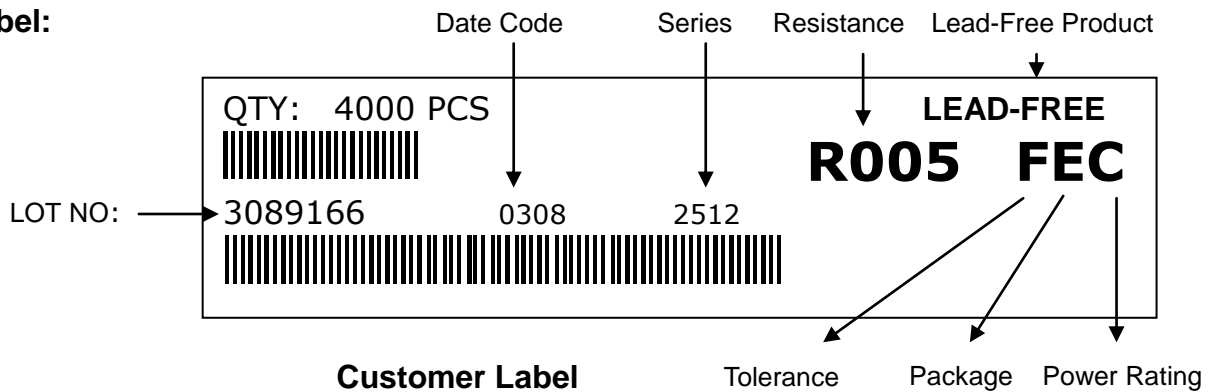 bel:
Date Code Series Resistance Lead-Free Product
QTY: 4000 PCS LEAD-FREE
R005 FEC
LOT NO: 3089166 0308 2512
Customer Label Tolerance Package Power Rating